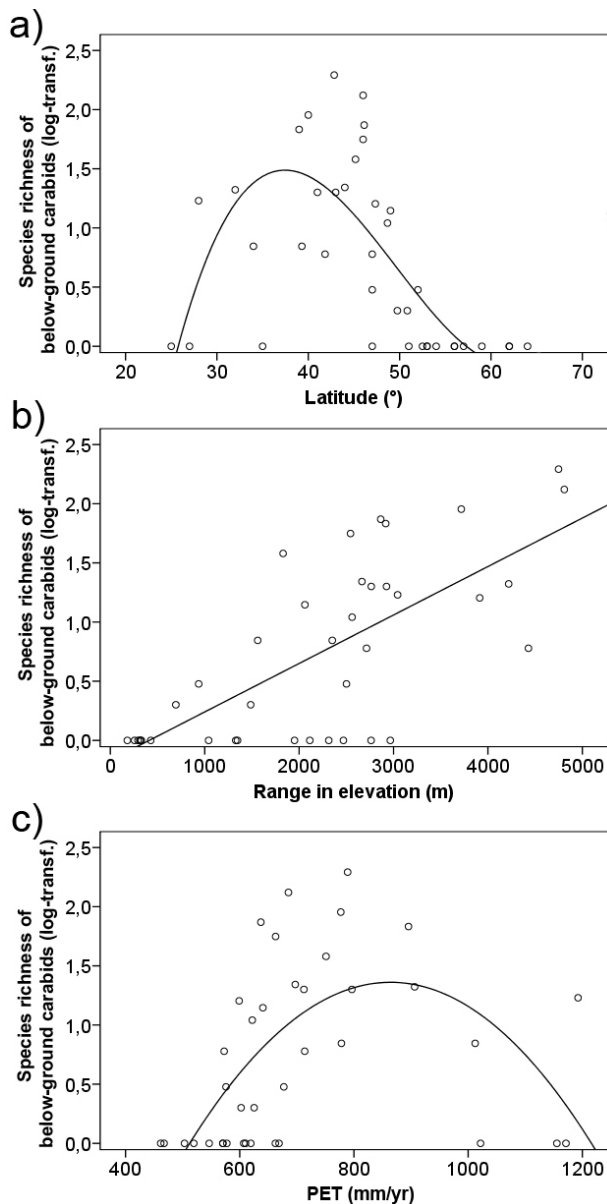 a)
Species richness of
below-ground carabids (log-transf.)
2,5
2,0
1,5
1,0
0,5
0,0
20 30 40 50 60 70
Latitude (°)
b)
Species richness of
below-ground carabids (log-transf.)
2,5
2,0
1,5
1,0
0,5
0,0
0 1000 2000 3000 4000 5000
Range in elevation (m)
c)
Species richness of
below-ground carabids (log-transf.)
2,5
2,0
1,5
1,0
0,5
0,0
400 600 800 1000 1200
PET (mm/yr)